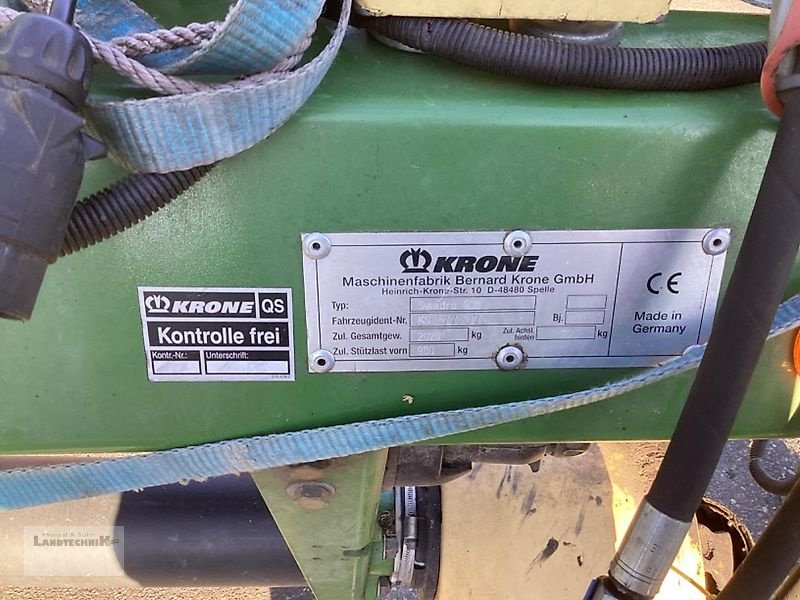 KRONE QS
Kontrolle frei
Kontr.-Nr.: Unterschrift:
KRONE
Maschinenfabrik Bernard Krone GmbH
Heinrich-Krone-Str. 10 D-48480 Spelle
Typ:
Fahrzeugident-Nr. Bj.
Zul. Gesamtgew. kg Zul. Achsl. hinten kg
Zul. Stützlast vorn 900 kg
CE
Made in
Germany
Landtechnik